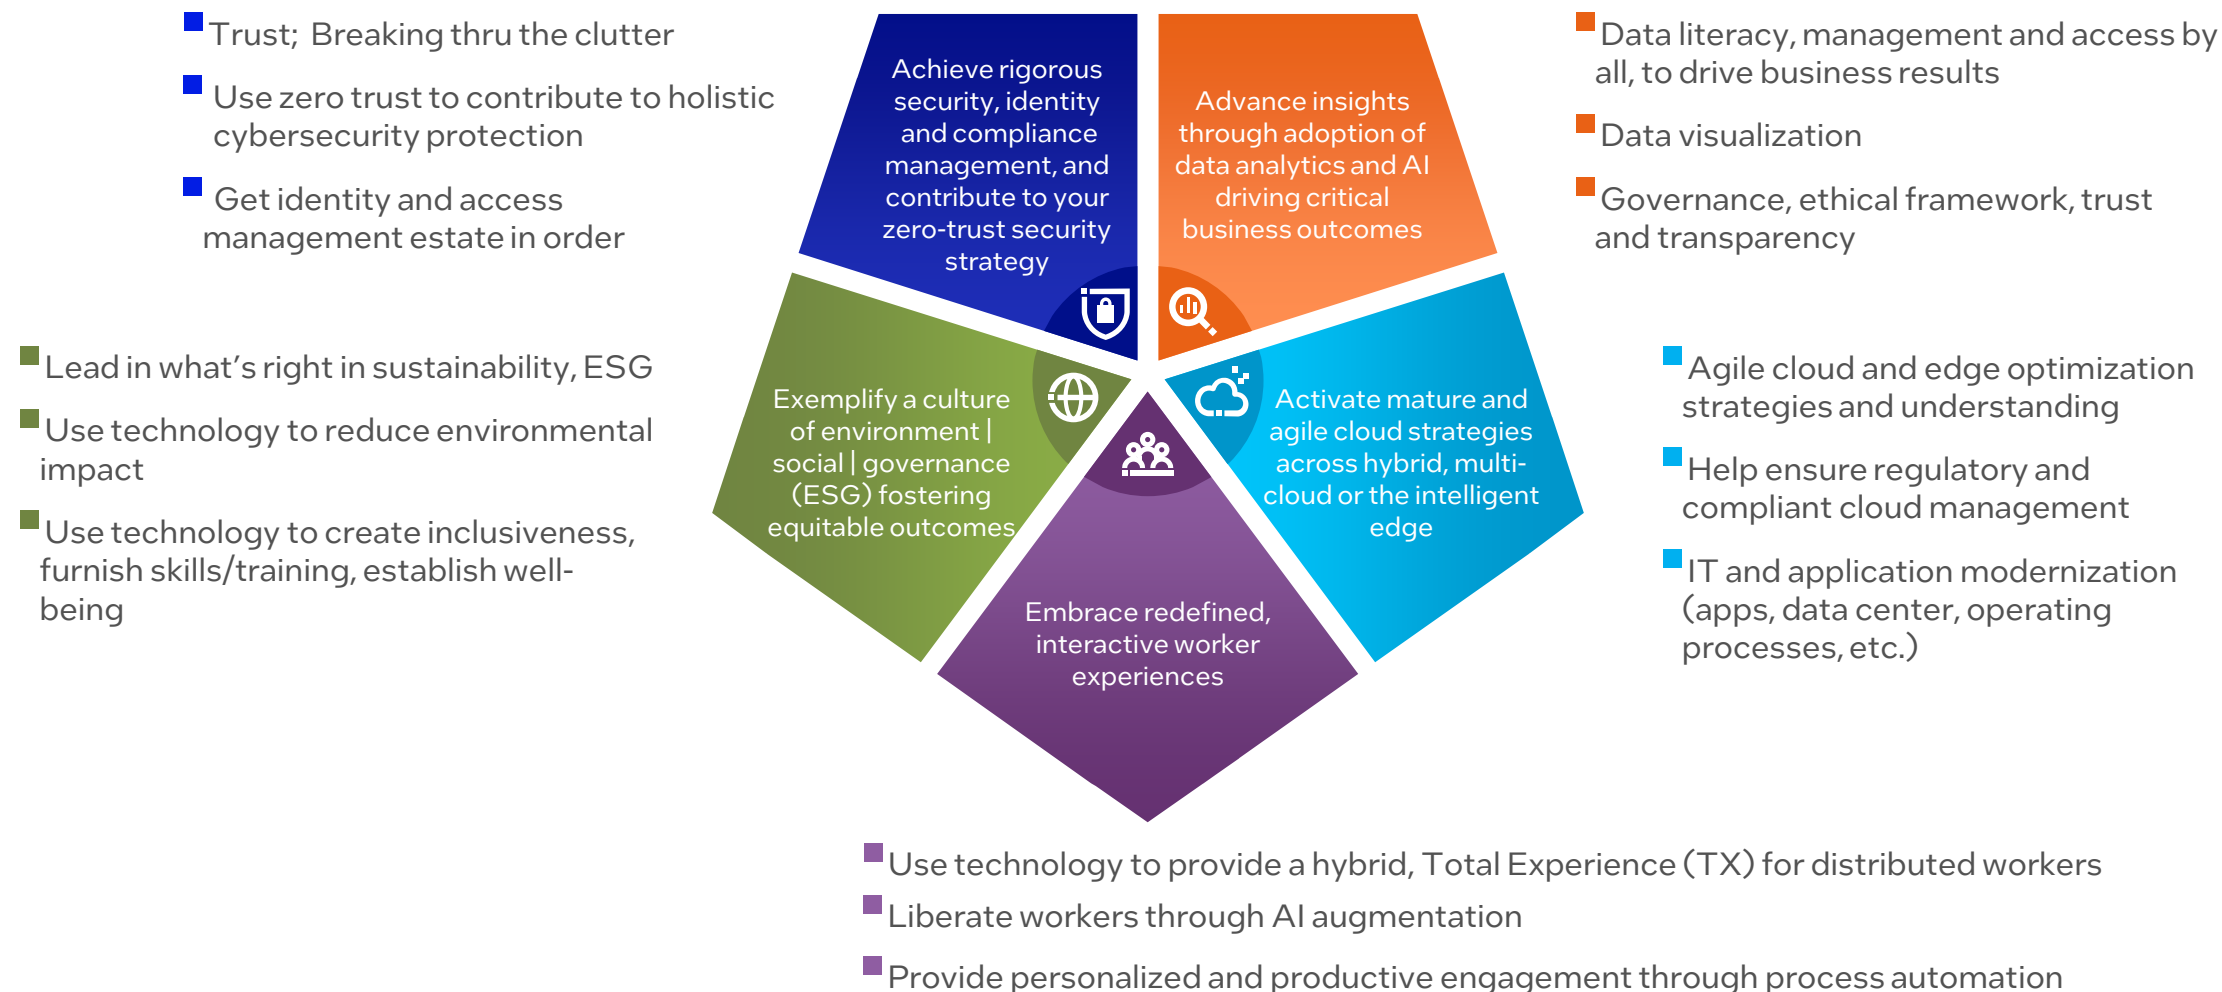 Trust; Breaking thru the clutter
Use zero trust to contribute to holistic
cybersecurity protection
Get identity and access
management estate in order
Achieve rigorous
security, identity
and compliance
management, and
contribute to your
zero-trust security
strategy
Advance insights
through adoption of
data analytics and AI
driving critical
business outcomes
Data literacy, management and access by
all, to drive business results
Data visualization
Governance, ethical framework, trust
and transparency
Lead in what’s right in sustainability, ESG
Use technology to reduce environmental
impact
Use technology to create inclusiveness,
furnish skills/training, establish well-
being
Exemplify a culture
of environment |
social | governance
(ESG) fostering
equitable outcomes
Activate mature and
agile cloud strategies
across hybrid, multi-
cloud or the intelligent
edge
Agile cloud and edge optimization
strategies and understanding
Help ensure regulatory and
compliant cloud management
IT and application modernization
(apps, data center, operating
processes, etc.)
Embrace redefined,
interactive worker
experiences
Use technology to provide a hybrid, Total Experience (TX) for distributed workers
Liberate workers through AI augmentation
Provide personalized and productive engagement through process automation